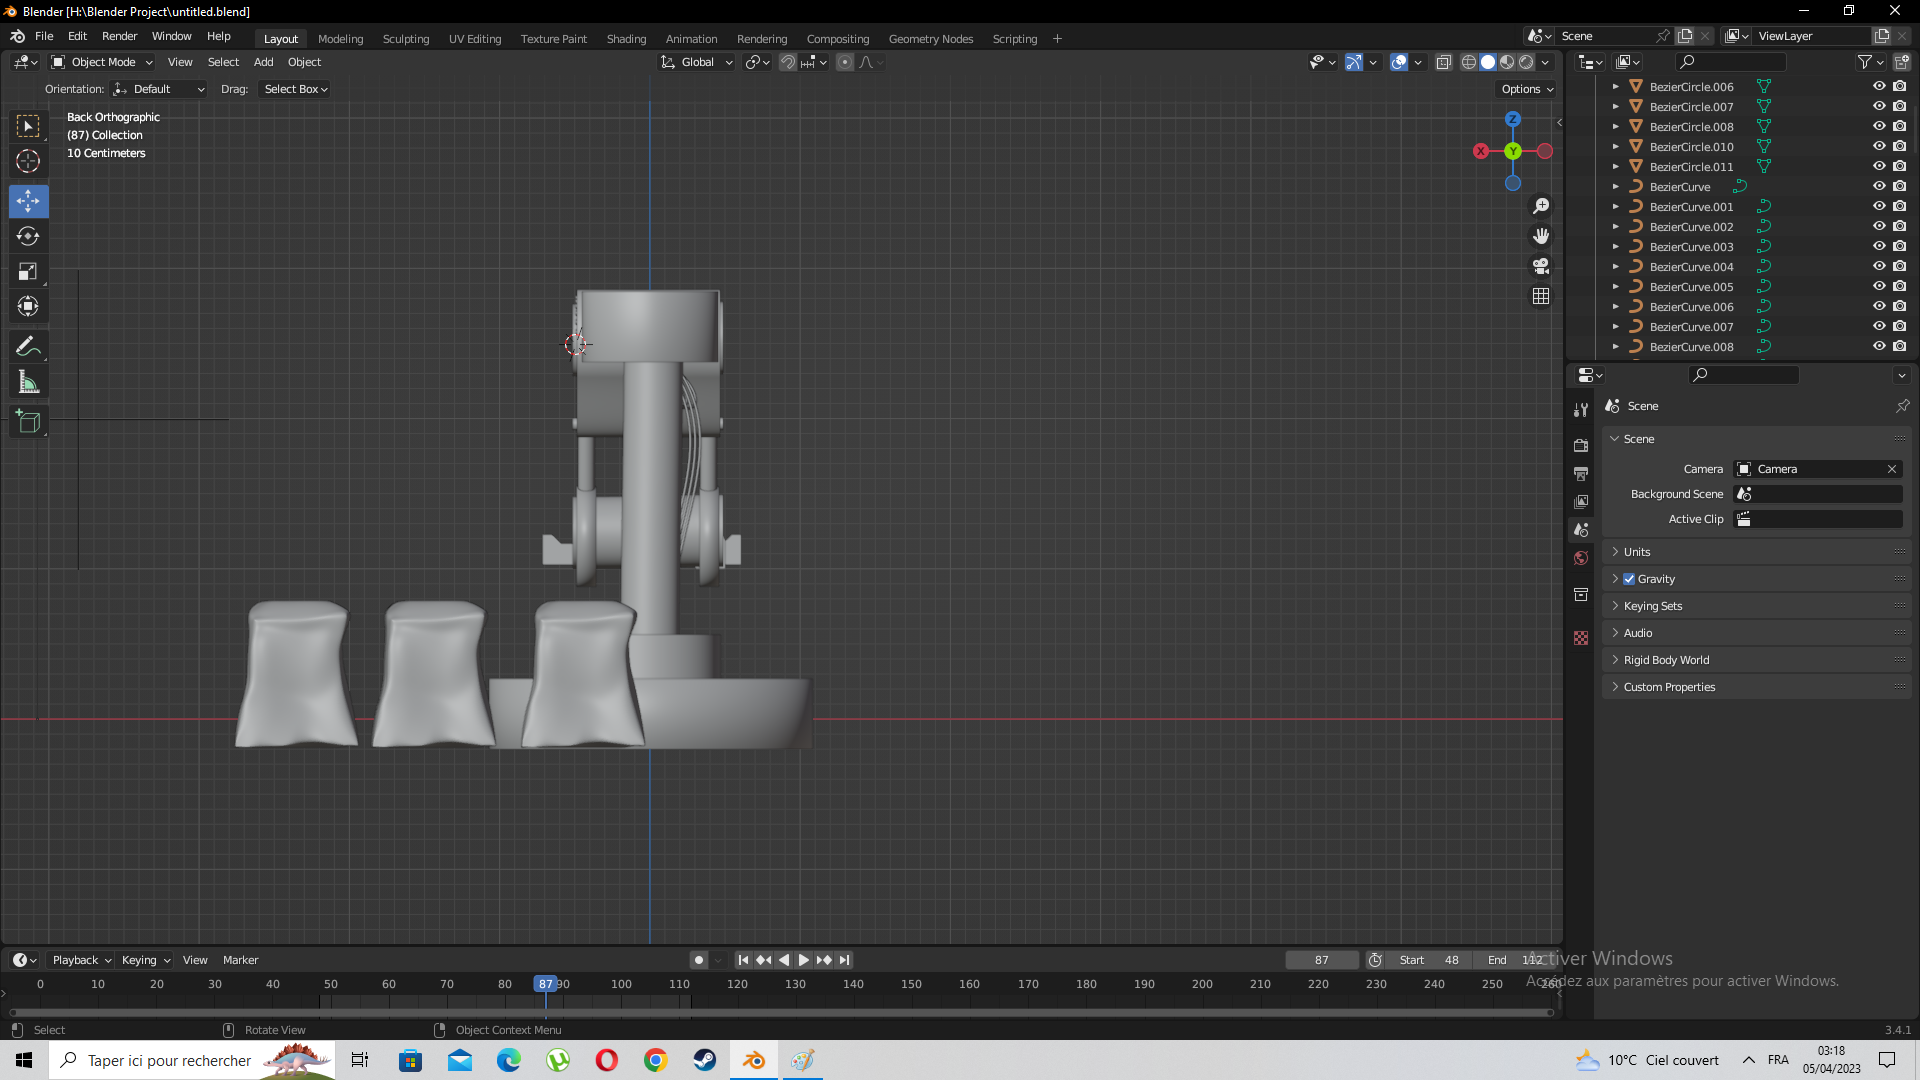 Blender [H:\Blender Project\untitled.blend]
File Edit Render Window Help Layout Modeling Sculpting UV Editing Texture Paint Shading Animation Rendering Compositing Geometry Nodes Scripting Scene ViewLayer
Object Mode View Select Add Object Global
Orientation: Default Drag: Select Box Options
Back Orthographic
(87) Collection
10 Centimeters
Z
X
Y
BezierCircle.006
BezierCircle.007
BezierCircle.008
BezierCircle.010
BezierCircle.011
BezierCurve
BezierCurve.001
BezierCurve.002
BezierCurve.003
BezierCurve.004
BezierCurve.005
BezierCurve.006
BezierCurve.007
BezierCurve.008
Scene
Scene
Camera Camera
Background Scene
Active Clip
Units
Gravity
Keying Sets
Audio
Rigid Body World
Custom Properties
Playback Keying View Marker 87 Start 48 End 112
Activer Windows
Accédez aux paramètres pour activer Windows.
0 10 20 30 40 50 60 70 80 87 90 100 110 120 130 140 150 160 170 180 190 200 210 220 230 240 250 260
Select Rotate View Object Context Menu 3.4.1
Taper ici pour rechercher 10°C Ciel couvert FRA 03:18
05/04/2023